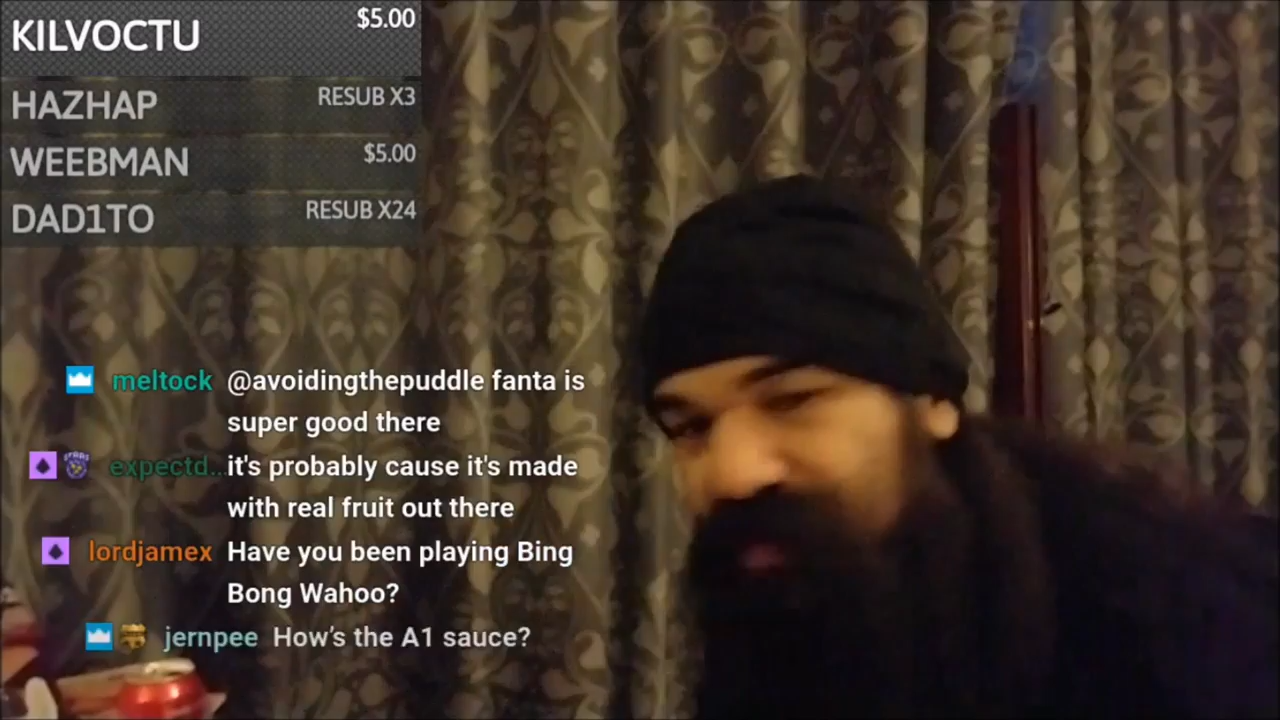 KILVOCTU $5.00
HAZHAP RESUB X3
WEEBMAN $5.00
DAD1TO RESUB X24
meltock @avoidingthepuddle fanta is
super good there
expectd... it's probably cause it's made
with real fruit out there
lordjamex Have you been playing Bing
Bong Wahoo?
jernpee How's the A1 sauce?